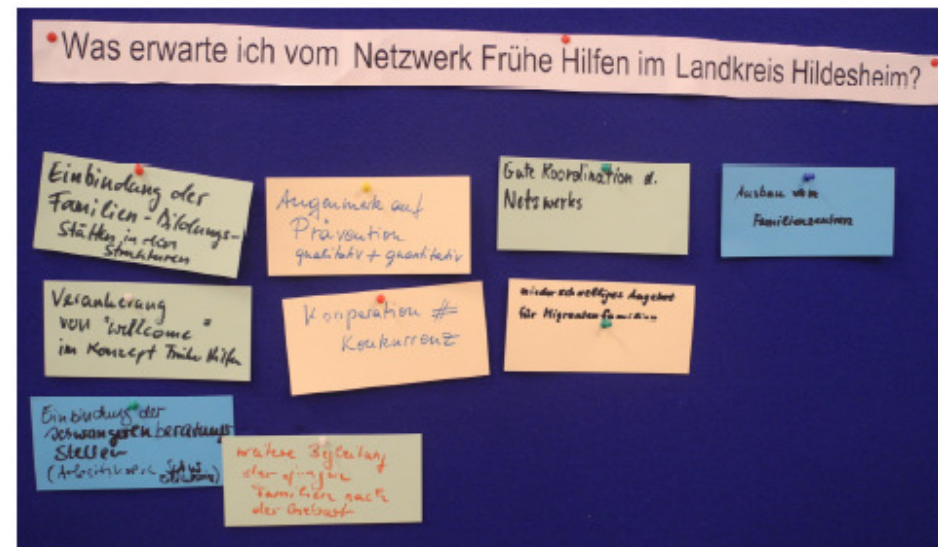 Was erwarte ich vom Netzwerk Frühe Hilfen im Landkreis Hildesheim?
Einbindung der
Familien-Bildungs-
Stätten in den
Strukturen
Augenmerk auf
Prävention
qualitativ + quantitativ
Gute Koordination d.
Netzwerks
Ausbau von
Familienzentren
Verankerung
von "wellcome"
im Konzept Frühe Hilfen
Kooperation ≠
Konkurrenz
niederschwelliges Angebot
für Migrantenfamilien
Einbindung der
Schwangerenberatungs
Stellen
weitere Begleitung
der jungen
Familien nach
der Geburt